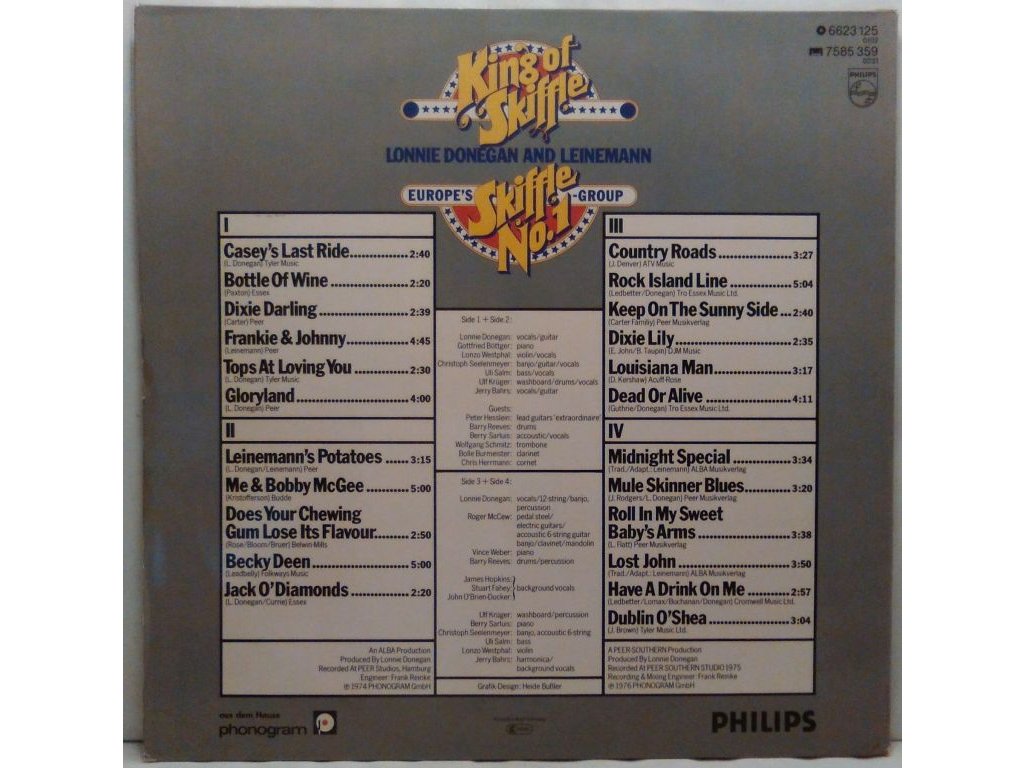 6623 125
7585 359
PHILIPS
King of
Skiffle
LONNIE DONEGAN AND LEINEMANN
EUROPE'S Skiffle -GROUP
No.1
I
Casey's Last Ride 2:40
(L. Donegan) Tyler Music
Bottle Of Wine 2:20
(Paxton) Essex
Dixie Darling 2:39
(Carter) Peer
Frankie & Johnny 4:45
(Leinemann) Peer
Tops At Loving You 2:30
(L. Donegan) Tyler Music
Gloryland 4:00
(L. Donegan) Peer
II
Leinemann's Potatoes 3:15
(L. Donegan/Leinemann) Peer
Me & Bobby McGee 5:00
(Kristofferson) Budde
Does Your Chewing
Gum Lose Its Flavour 2:50
(Rose/Bloom/Bruer) Belwin-Mills
Becky Deen 5:00
(Leadbelly) Folkways Music
Jack O'Diamonds 2:20
(L. Donegan/Currie) Essex
An ALBA Production
Produced By Lonnie Donegan
Recorded At PEER Studios, Hamburg
Engineer: Frank Reinke
℗ 1974 PHONOGRAM GmbH
Side 1 + Side 2:
Lonnie Donegan: vocals/guitar
Gottfried Böttger: piano
Lonzo Westphal: violin/vocals
Christoph Seelenmeyer: banjo/guitar/vocals
Uli Salm: bass/vocals
Ulf Krüger: washboard/drums/vocals
Jerry Bahrs: vocals/guitar
Guests:
Peter Hesslein: lead guitars "extraordinaire"
Barry Reeves: drums
Berry Sarluis: accoustic/vocals
Wolfgang Schmitz: trombone
Bolle Burmeister: clarinet
Chris Herrmann: cornet
Side 3 + Side 4:
Lonnie Donegan: vocals/12-string/banjo,
percussion
Roger McCew: pedal steel/
electric guitars/
accoustic 6-string guitar
banjo/clavinet/mandolin
Vince Weber: piano
Barry Reeves: drums/percussion
James Hopkins:
Stuart Fahey: background vocals
John O'Brien-Docker:
Ulf Krüger: washboard/percussion
Berry Sarluis: piano
Christoph Seelenmeyer: banjo, accoustic 6-string
Uli Salm: bass
Lonzo Westphal: violin
Jerry Bahrs: harmonica/
background vocals
Grafik Design: Heide Bußler
III
Country Roads 3:27
(J. Denver) ATV Music
Rock Island Line 5:04
(Ledbetter/Donegan) Tro Essex Music Ltd.
Keep On The Sunny Side 2:40
(Carter Familiy) Peer Musikverlag
Dixie Lily 2:35
(E. John/B. Taupin) DJM Music
Louisiana Man 3:17
(D. Kershaw) Acuff-Rose
Dead Or Alive 4:11
(Guthrie/Donegan) Tro Essex Music Ltd.
IV
Midnight Special 3:34
(Trad./Adapt.: Leinemann) ALBA Musikverlag
Mule Skinner Blues 3:20
(J. Rodgers/L. Donegan) Peer Musikverlag
Roll In My Sweet
Baby's Arms 3:38
(L. Flatt) Peer Musikverlag
Lost John 3:50
(Trad./Adapt.: Leinemann) ALBA Musikverlag
Have A Drink On Me 2:57
(Ledbetter/Lomax/Buchanan/Donegan) Cromwell Music Ltd.
Dublin O'Shea 3:04
(J. Brown) Tyler Music Ltd.
A PEER-SOUTHERN Production
Produced By Lonnie Donegan
Recorded At PEER SOUTHERN STUDIO 1975
Recording & Mixing Engineer: Frank Reinke
℗ 1976 PHONOGRAM GmbH
aus dem Hause
phonogram
PHILIPS